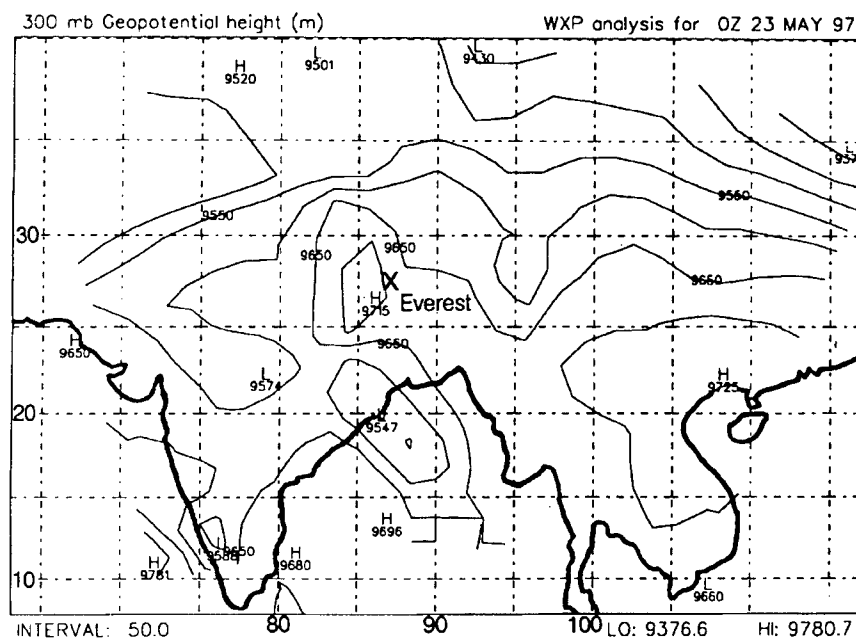 300 mb Geopotential height (m)
WXP analysis for 0Z 23 MAY 97
H
9520
L
9501
L
9430
L
937
9550
9560
30
9650
9650
9650
X
Everest
H
9715
9650
H
9650
L
9574
H
9725
20
L
9547
H
9696
9650
L
9588
H
9781
H
9680
10
L
9660
80
90
100
INTERVAL: 50.0
LO: 9376.6
HI: 9780.7